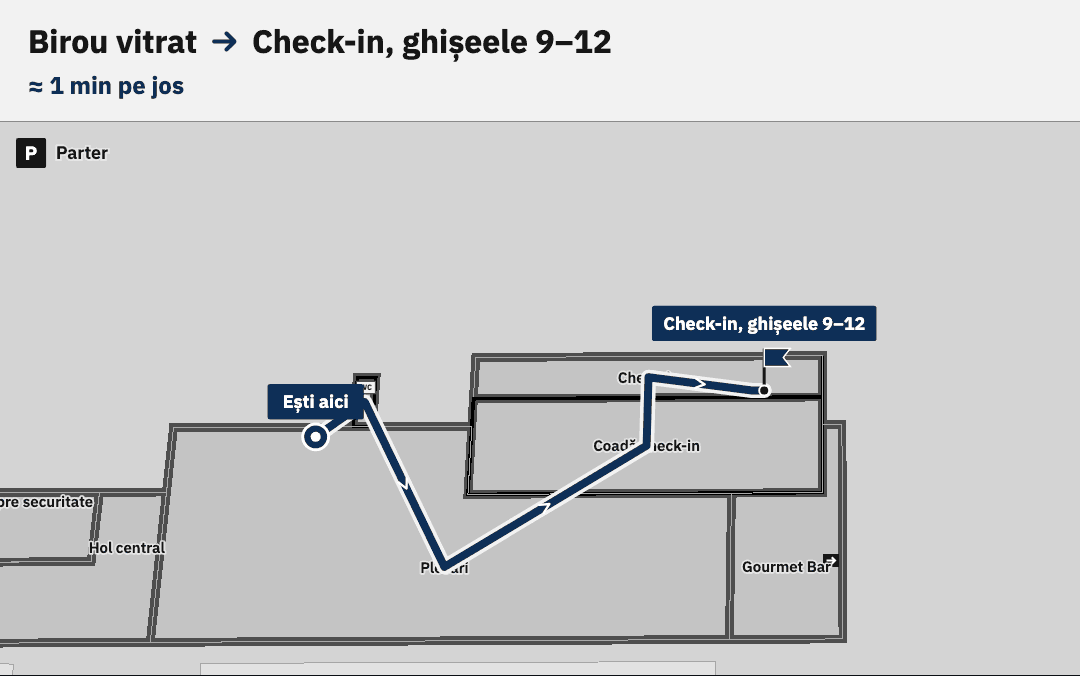 Birou vitrat → Check-in, ghișeele 9–12
≈ 1 min pe jos
P Parter
Check-in, ghișeele 9–12
Ești aici
Gourmet Bar
Hol central
securitate